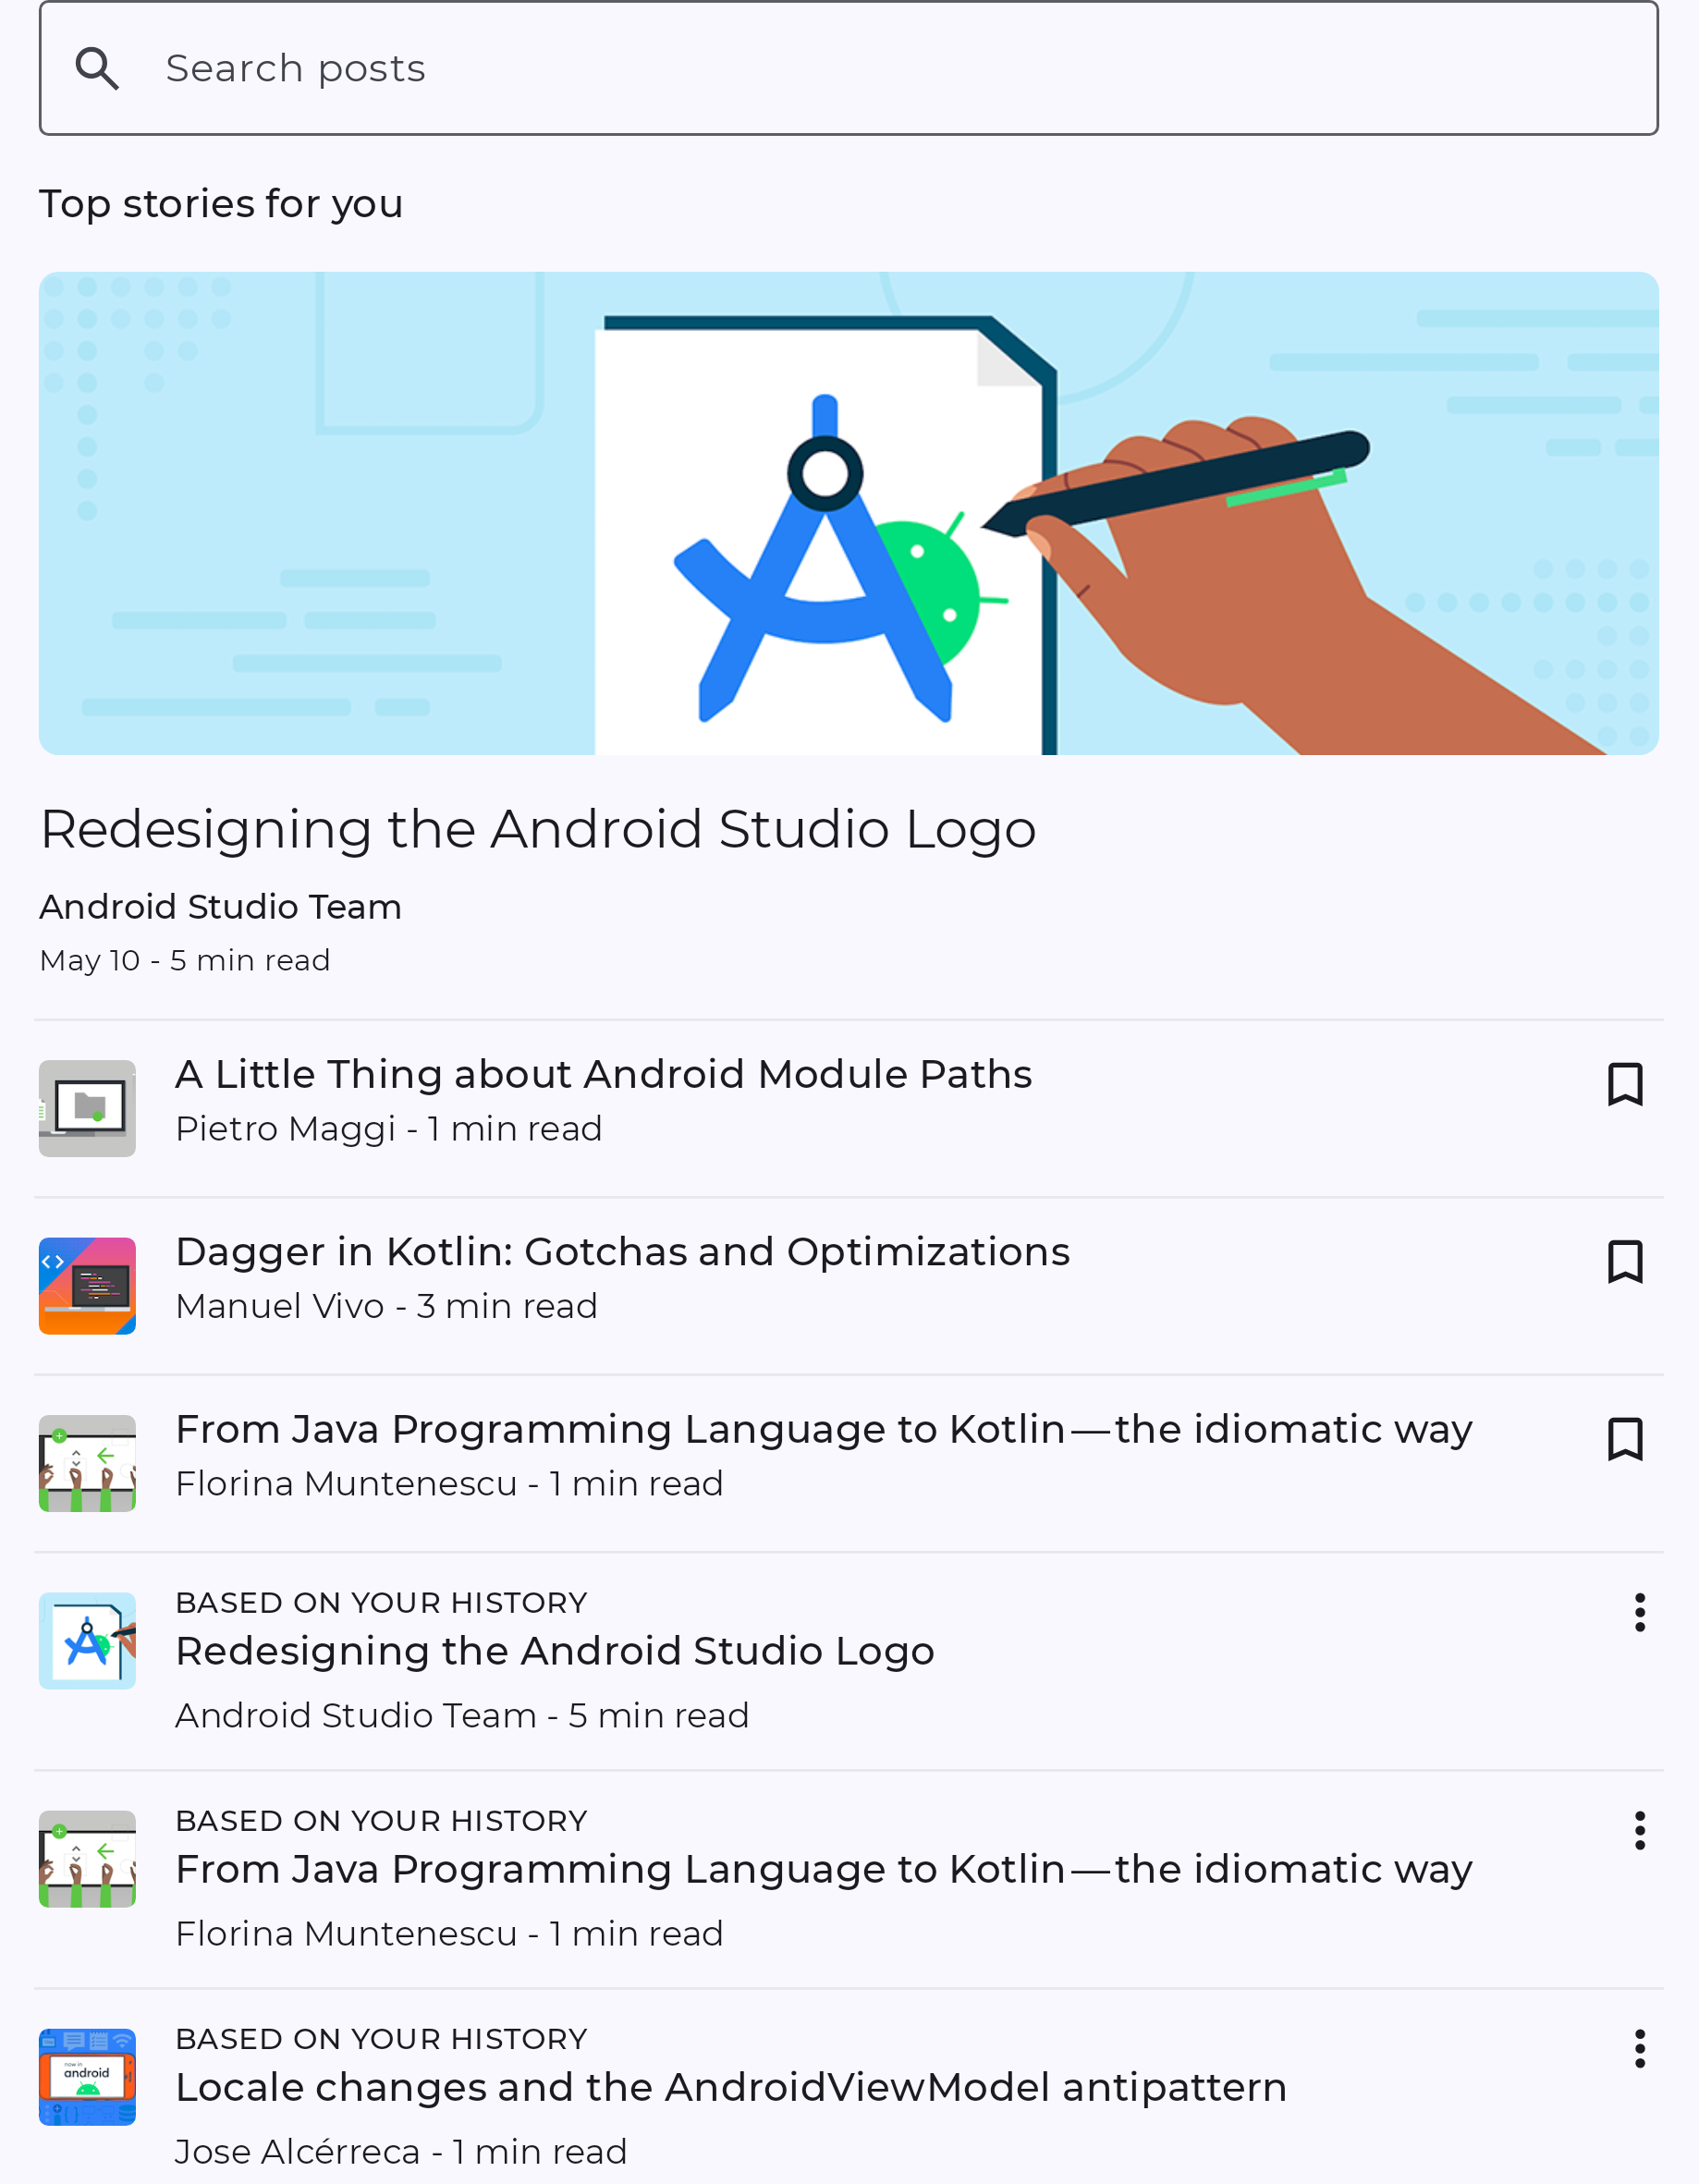 Search posts
Top stories for you
Redesigning the Android Studio Logo
Android Studio Team
May 10 - 5 min read
A Little Thing about Android Module Paths
Pietro Maggi - 1 min read
Dagger in Kotlin: Gotchas and Optimizations
Manuel Vivo - 3 min read
From Java Programming Language to Kotlin — the idiomatic way
Florina Muntenescu - 1 min read
BASED ON YOUR HISTORY
Redesigning the Android Studio Logo
Android Studio Team - 5 min read
BASED ON YOUR HISTORY
From Java Programming Language to Kotlin — the idiomatic way
Florina Muntenescu - 1 min read
BASED ON YOUR HISTORY
now in
android
Locale changes and the AndroidViewModel antipattern
Jose Alcérreca - 1 min read